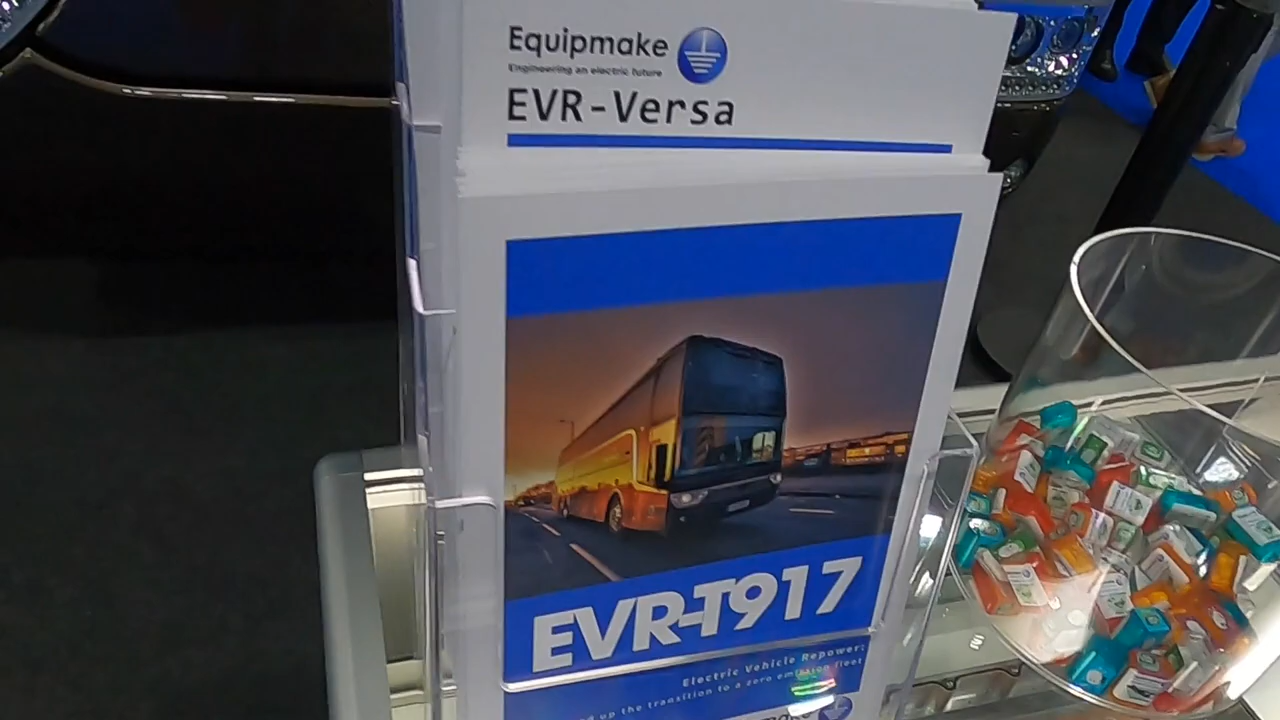 Equipmake
Engineering an electric future
EVR-Versa
EVR-T917
Electric Vehicle Repower:
up the transition to a zero emission fleet